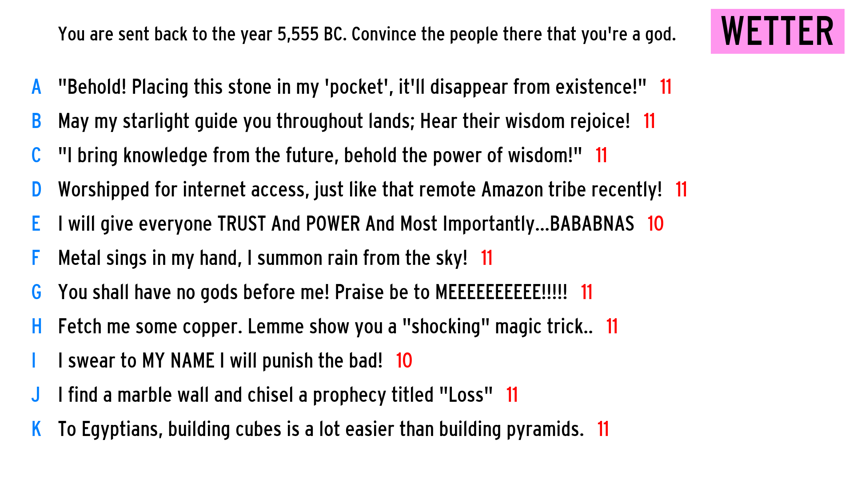 You are sent back to the year 5,555 BC. Convince the people there that you're a god.
WETTER
A "Behold! Placing this stone in my 'pocket', it'll disappear from existence!" 11
B May my starlight guide you throughout lands; Hear their wisdom rejoice! 11
C "I bring knowledge from the future, behold the power of wisdom!" 11
D Worshipped for internet access, just like that remote Amazon tribe recently! 11
E I will give everyone TRUST And POWER And Most Importantly...BABABNAS 10
F Metal sings in my hand, I summon rain from the sky! 11
G You shall have no gods before me! Praise be to MEEEEEEEEEE!!!!! 11
H Fetch me some copper. Lemme show you a "shocking" magic trick.. 11
I I swear to MY NAME I will punish the bad! 10
J I find a marble wall and chisel a prophecy titled "Loss" 11
K To Egyptians, building cubes is a lot easier than building pyramids. 11